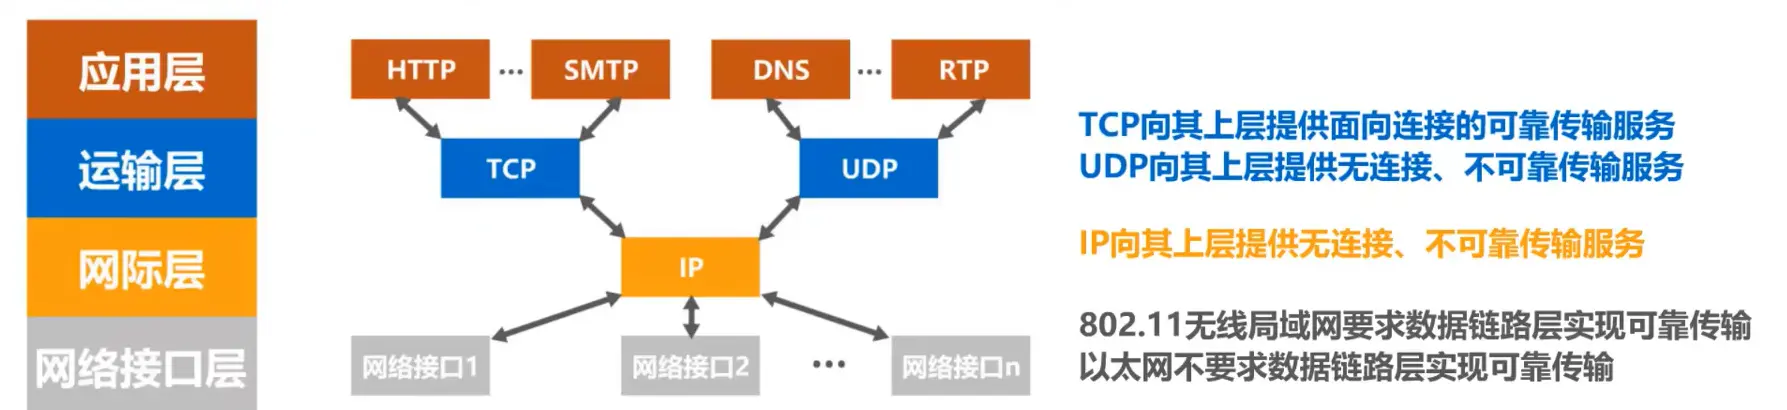 应用层
运输层
网际层
网络接口层
HTTP ··· SMTP DNS ··· RTP
TCP UDP
IP
网络接口1 网络接口2 ··· 网络接口n
TCP向其上层提供面向连接的可靠传输服务
UDP向其上层提供无连接、不可靠传输服务
IP向其上层提供无连接、不可靠传输服务
802.11无线局域网要求数据链路层实现可靠传输
以太网不要求数据链路层实现可靠传输